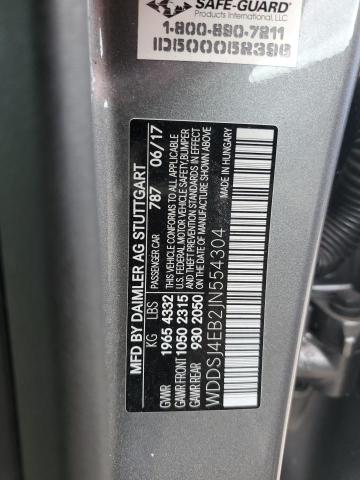 SAFE-GUARD
Products International, LLC
1-800-890-7211
ID5000058396
MFD BY DAIMLER AG STUTTGART
KG LBS PASSENGER CAR 787 06/17
GVWR 1965 4332 THIS VEHICLE CONFORMS TO ALL APPLICABLE
GAWR FRONT 1050 2315 U.S. FEDERAL MOTOR VEHICLE SAFETY, BUMPER
GAWR REAR 930 2050 AND THEFT PREVENTION STANDARDS IN EFFECT
ON THE DATE OF MANUFACTURE SHOWN ABOVE
WDDSJ4EB2JN554304 MADE IN HUNGARY